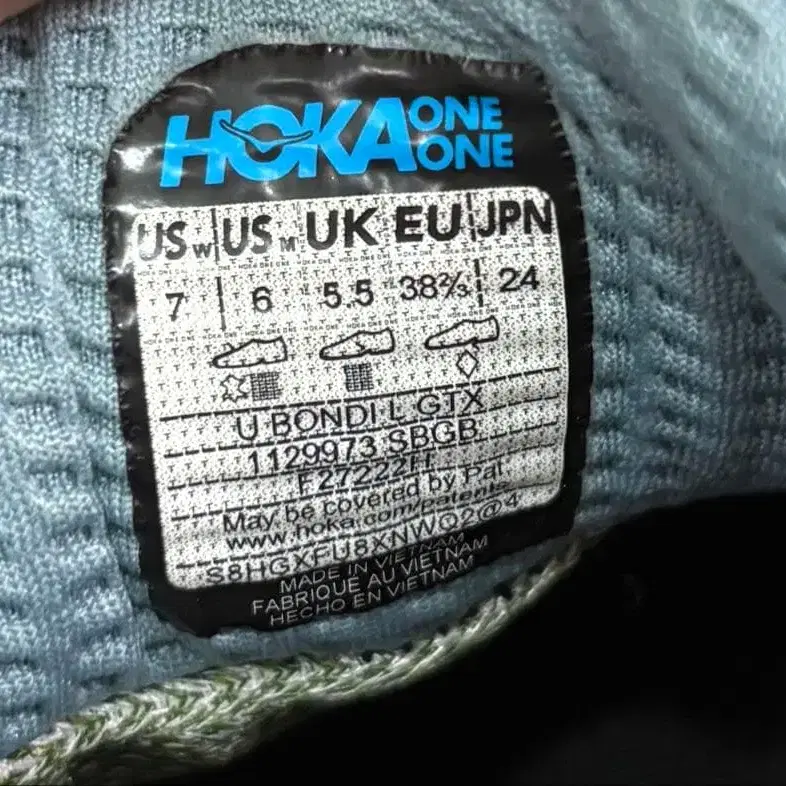 HOKA ONE ONE
US W US M UK EU JPN
7 6 5.5 38⅔ 24
U BONDI L GTX
1129973 SBGB
F27222FF
May be covered by Pat
www.hoka.com/patents
S8HGXFU8XNWQ2@4
MADE IN VIETNAM
FABRIQUE AU VIETNAM
HECHO EN VIETNAM